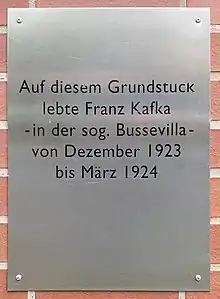 Auf diesem Grundstuck
lebte Franz Kafka
-in der sog. Bussevilla-
von Dezember 1923
bis März 1924